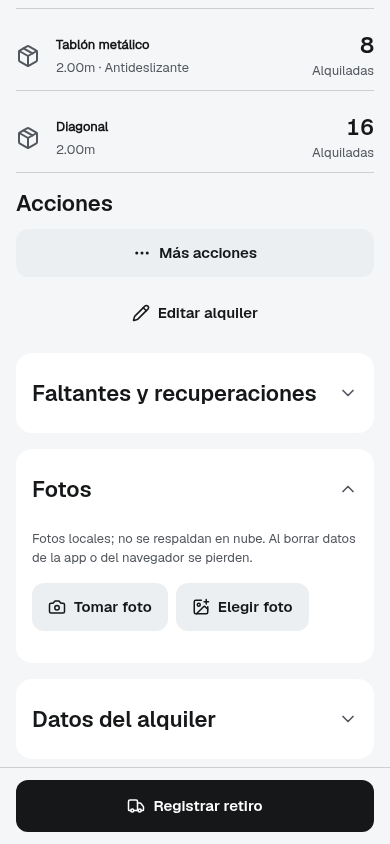 Tablón metálico
8
2.00m · Antideslizante
Alquiladas
Diagonal
16
2.00m
Alquiladas
Acciones
Más acciones
Editar alquiler
Faltantes y recuperaciones
Fotos
Fotos locales; no se respaldan en nube. Al borrar datos
de la app o del navegador se pierden.
Tomar foto
Elegir foto
Datos del alquiler
Registrar retiro